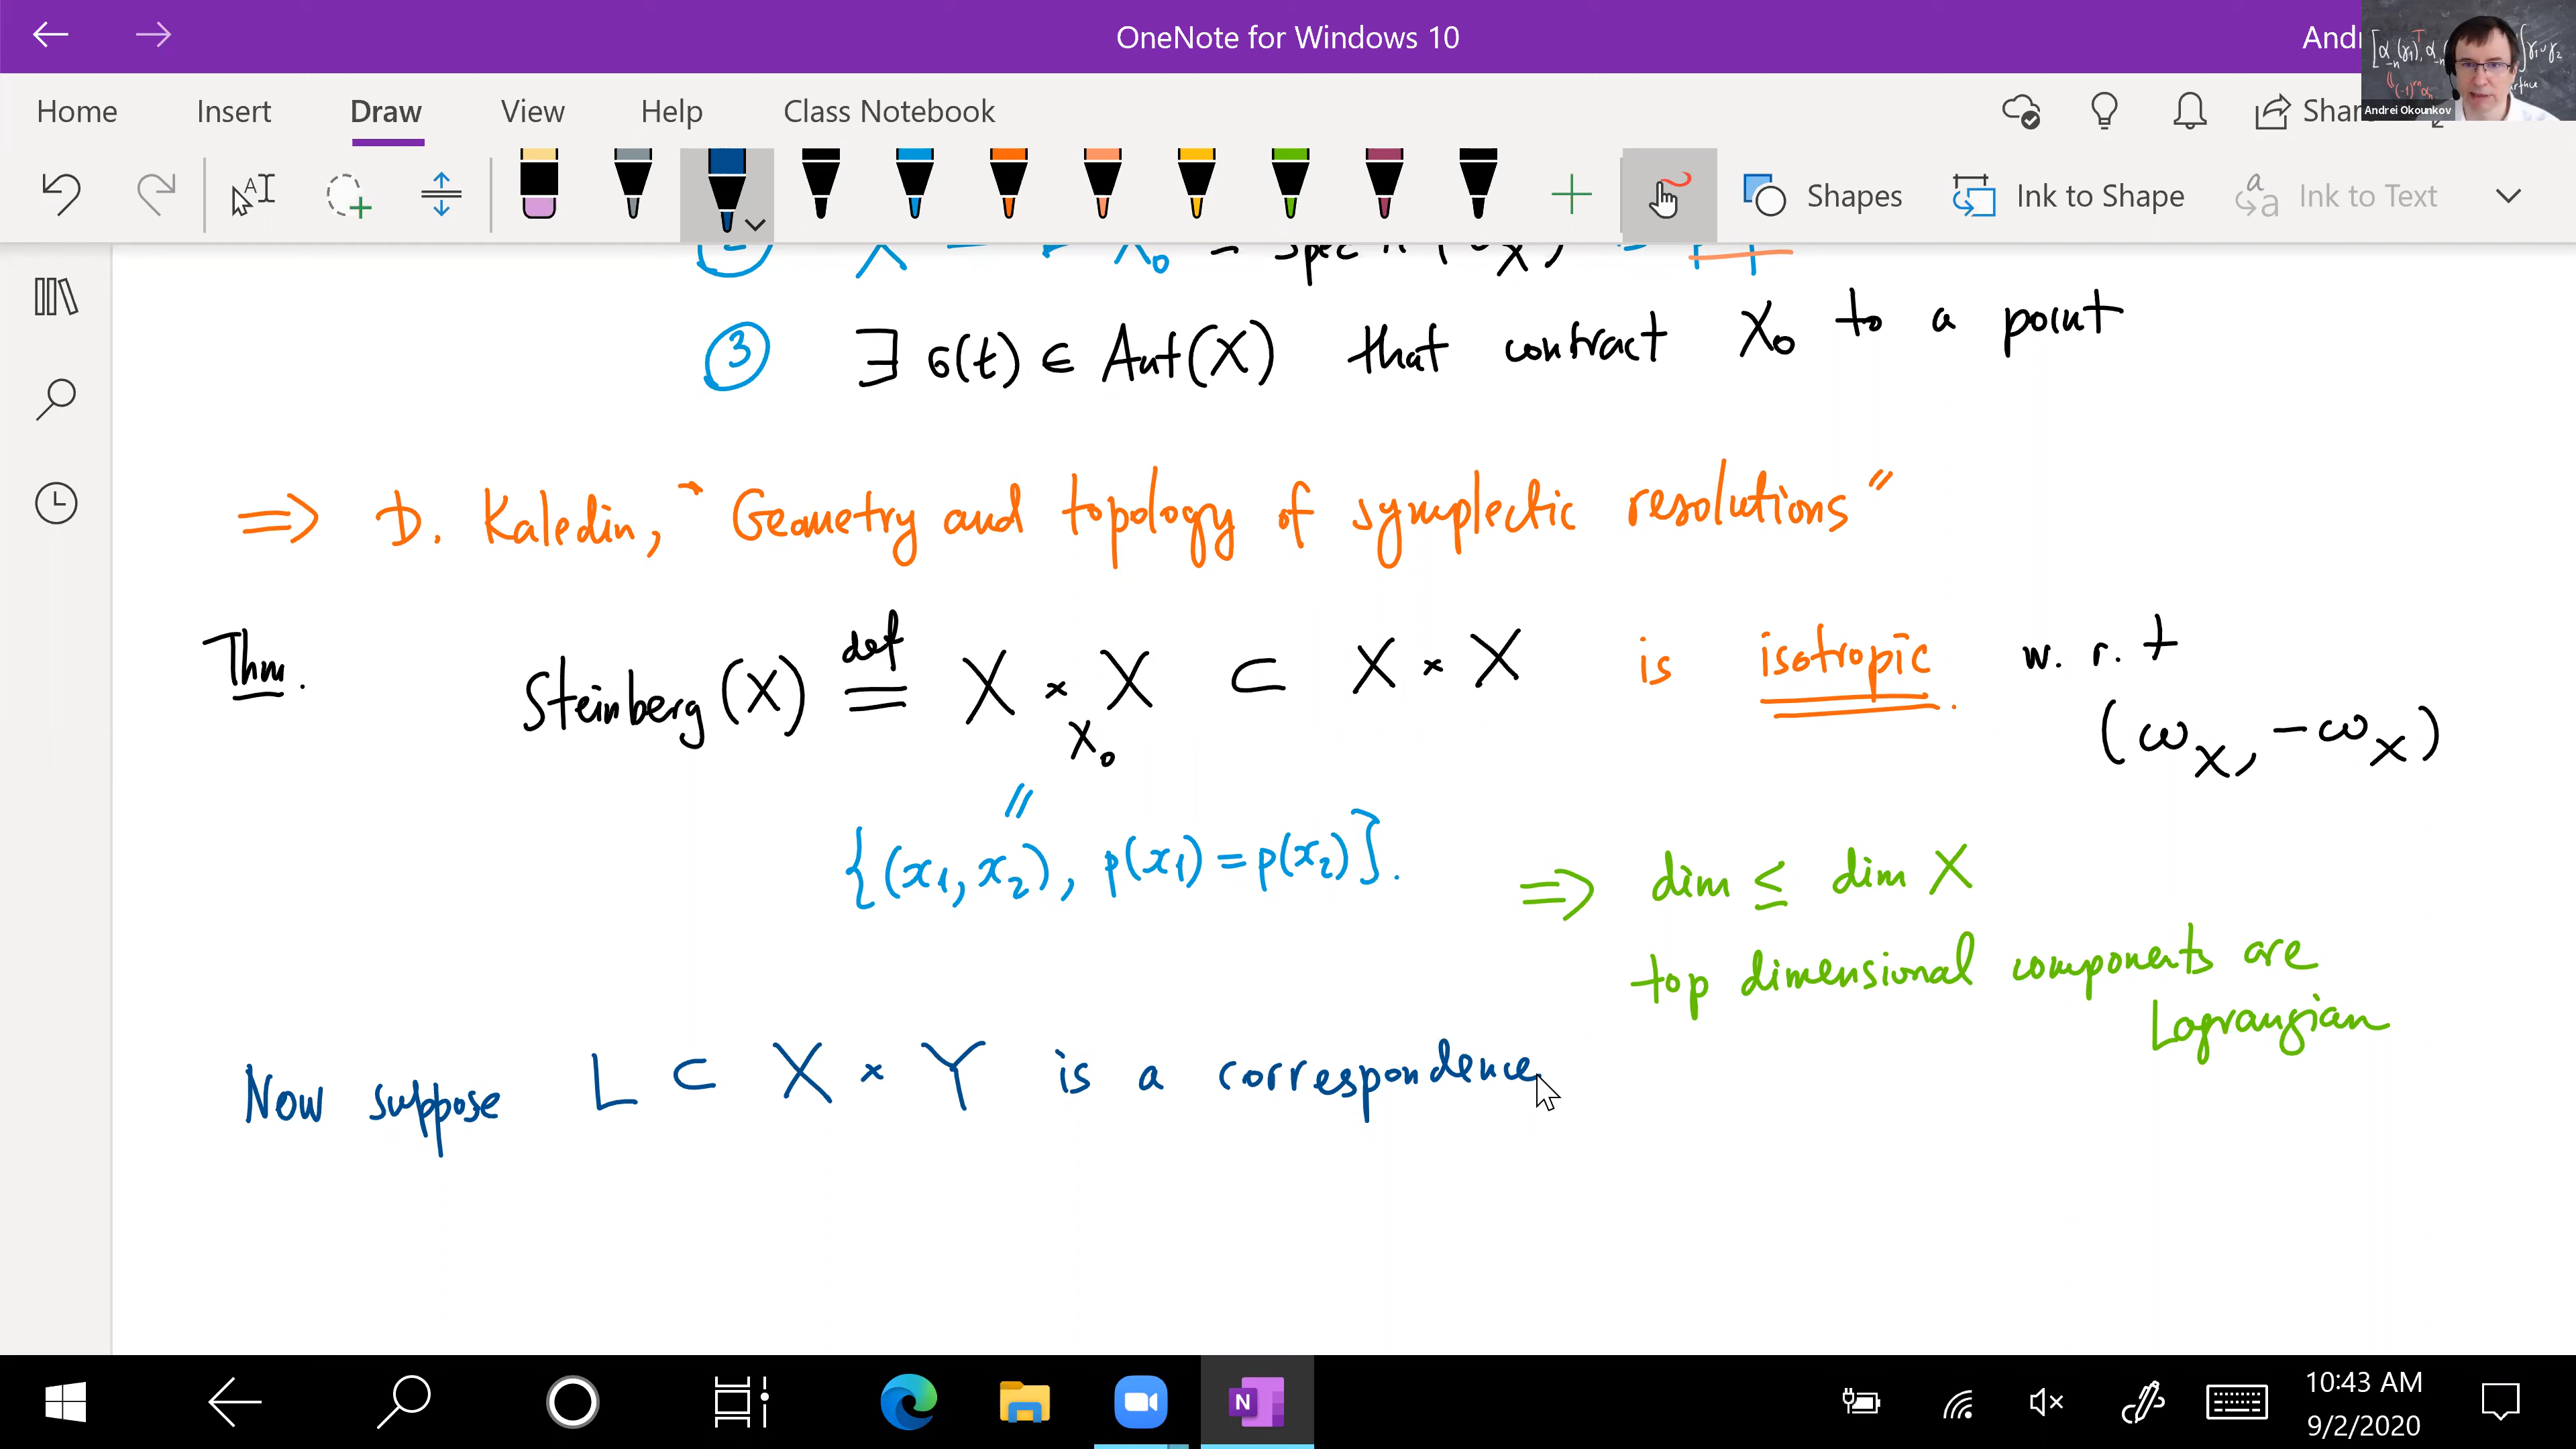 OneNote for Windows 10
Andrei Okounkov
Home Insert Draw View Help Class Notebook
Shapes Ink to Shape Ink to Text
③ ∃ σ(t) ∈ Aut(X) that contract X₀ to a point
⟹ D. Kaledin, "Geometry and topology of symplectic resolutions"
Thm. Steinberg(X) def= X ×_{X₀} X ⊂ X × X is isotropic. w.r.t
(ω_X, −ω_X)
=
{(x₁, x₂), p(x₁) = p(x₂)}.
⟹ dim ≤ dim X
top dimensional components are
Lagrangian
Now suppose L ⊂ X × Y is a correspondence
10:43 AM
9/2/2020